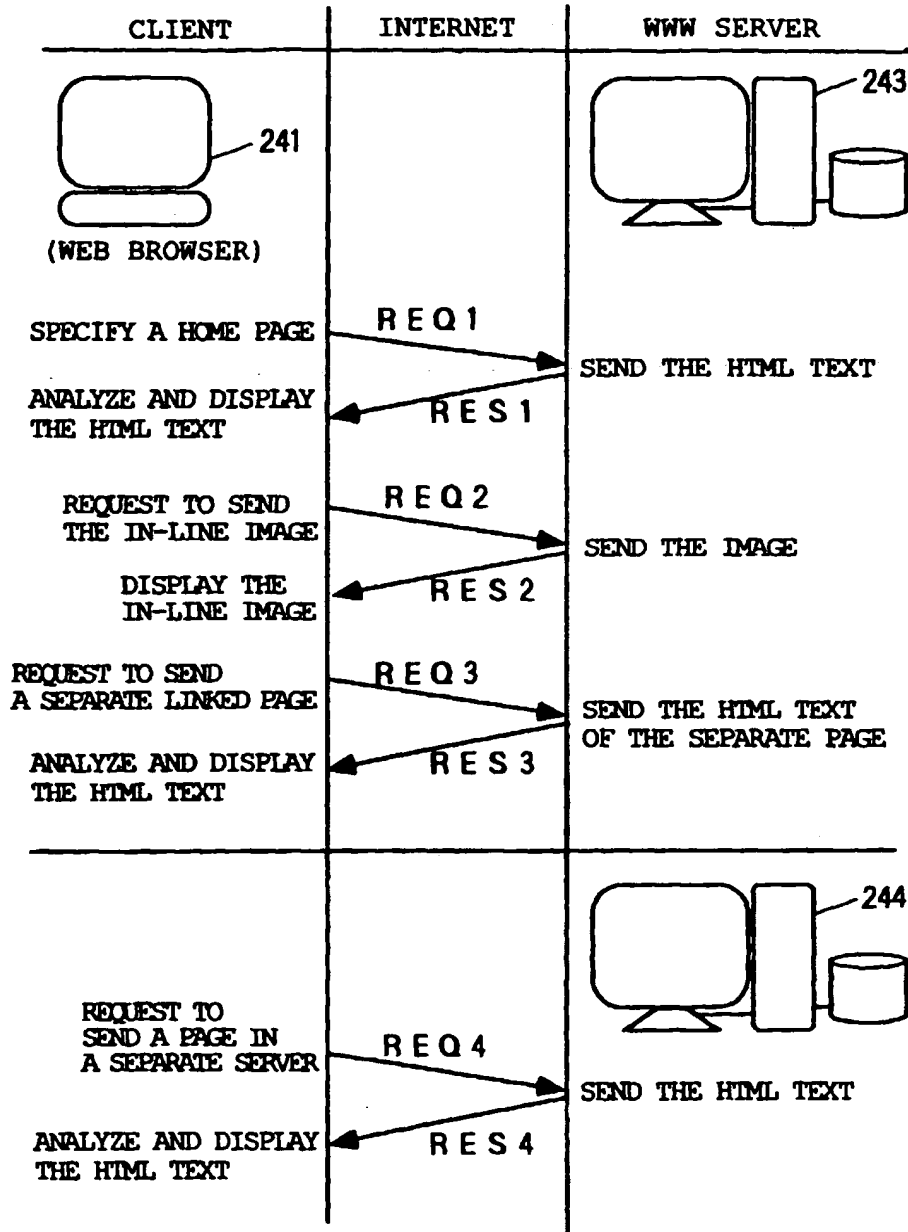 CLIENT INTERNET WWW SERVER
243
241
(WEB BROWSER)
REQ1
SPECIFY A HOME PAGE
SEND THE HTML TEXT
ANALYZE AND DISPLAY
THE HTML TEXT
RES1
REQUEST TO SEND
THE IN-LINE IMAGE
REQ2
SEND THE IMAGE
DISPLAY THE
IN-LINE IMAGE
RES2
REQUEST TO SEND
A SEPARATE LINKED PAGE
REQ3
SEND THE HTML TEXT
OF THE SEPARATE PAGE
ANALYZE AND DISPLAY
THE HTML TEXT
RES3
244
REQUEST TO
SEND A PAGE IN
A SEPARATE SERVER
REQ4
SEND THE HTML TEXT
ANALYZE AND DISPLAY
THE HTML TEXT
RES4